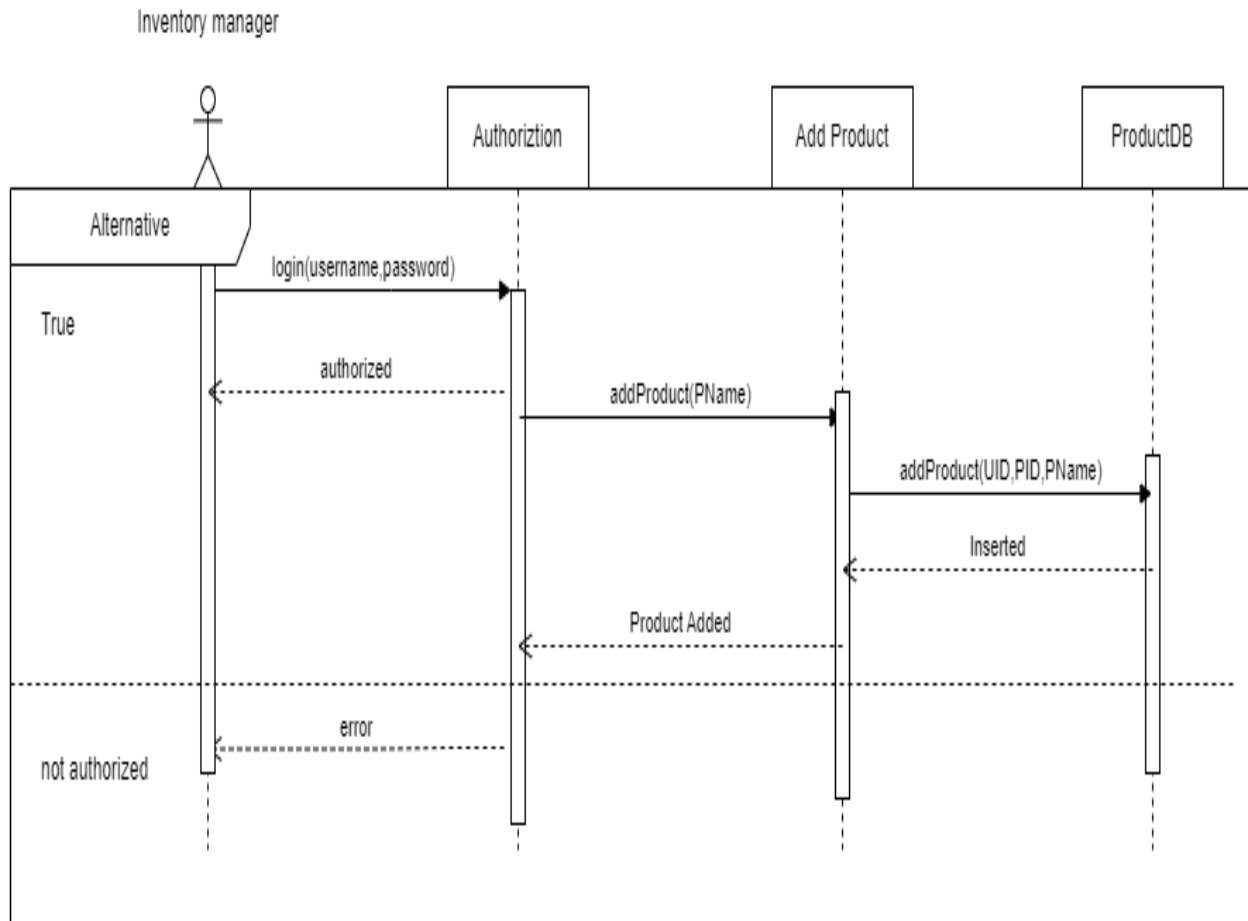 Inventory manager
Authoriztion
Add Product
ProductDB
Alternative
login(username,password)
True
authorized
addProduct(PName)
addProduct(UID,PID,PName)
Inserted
Product Added
error
not authorized